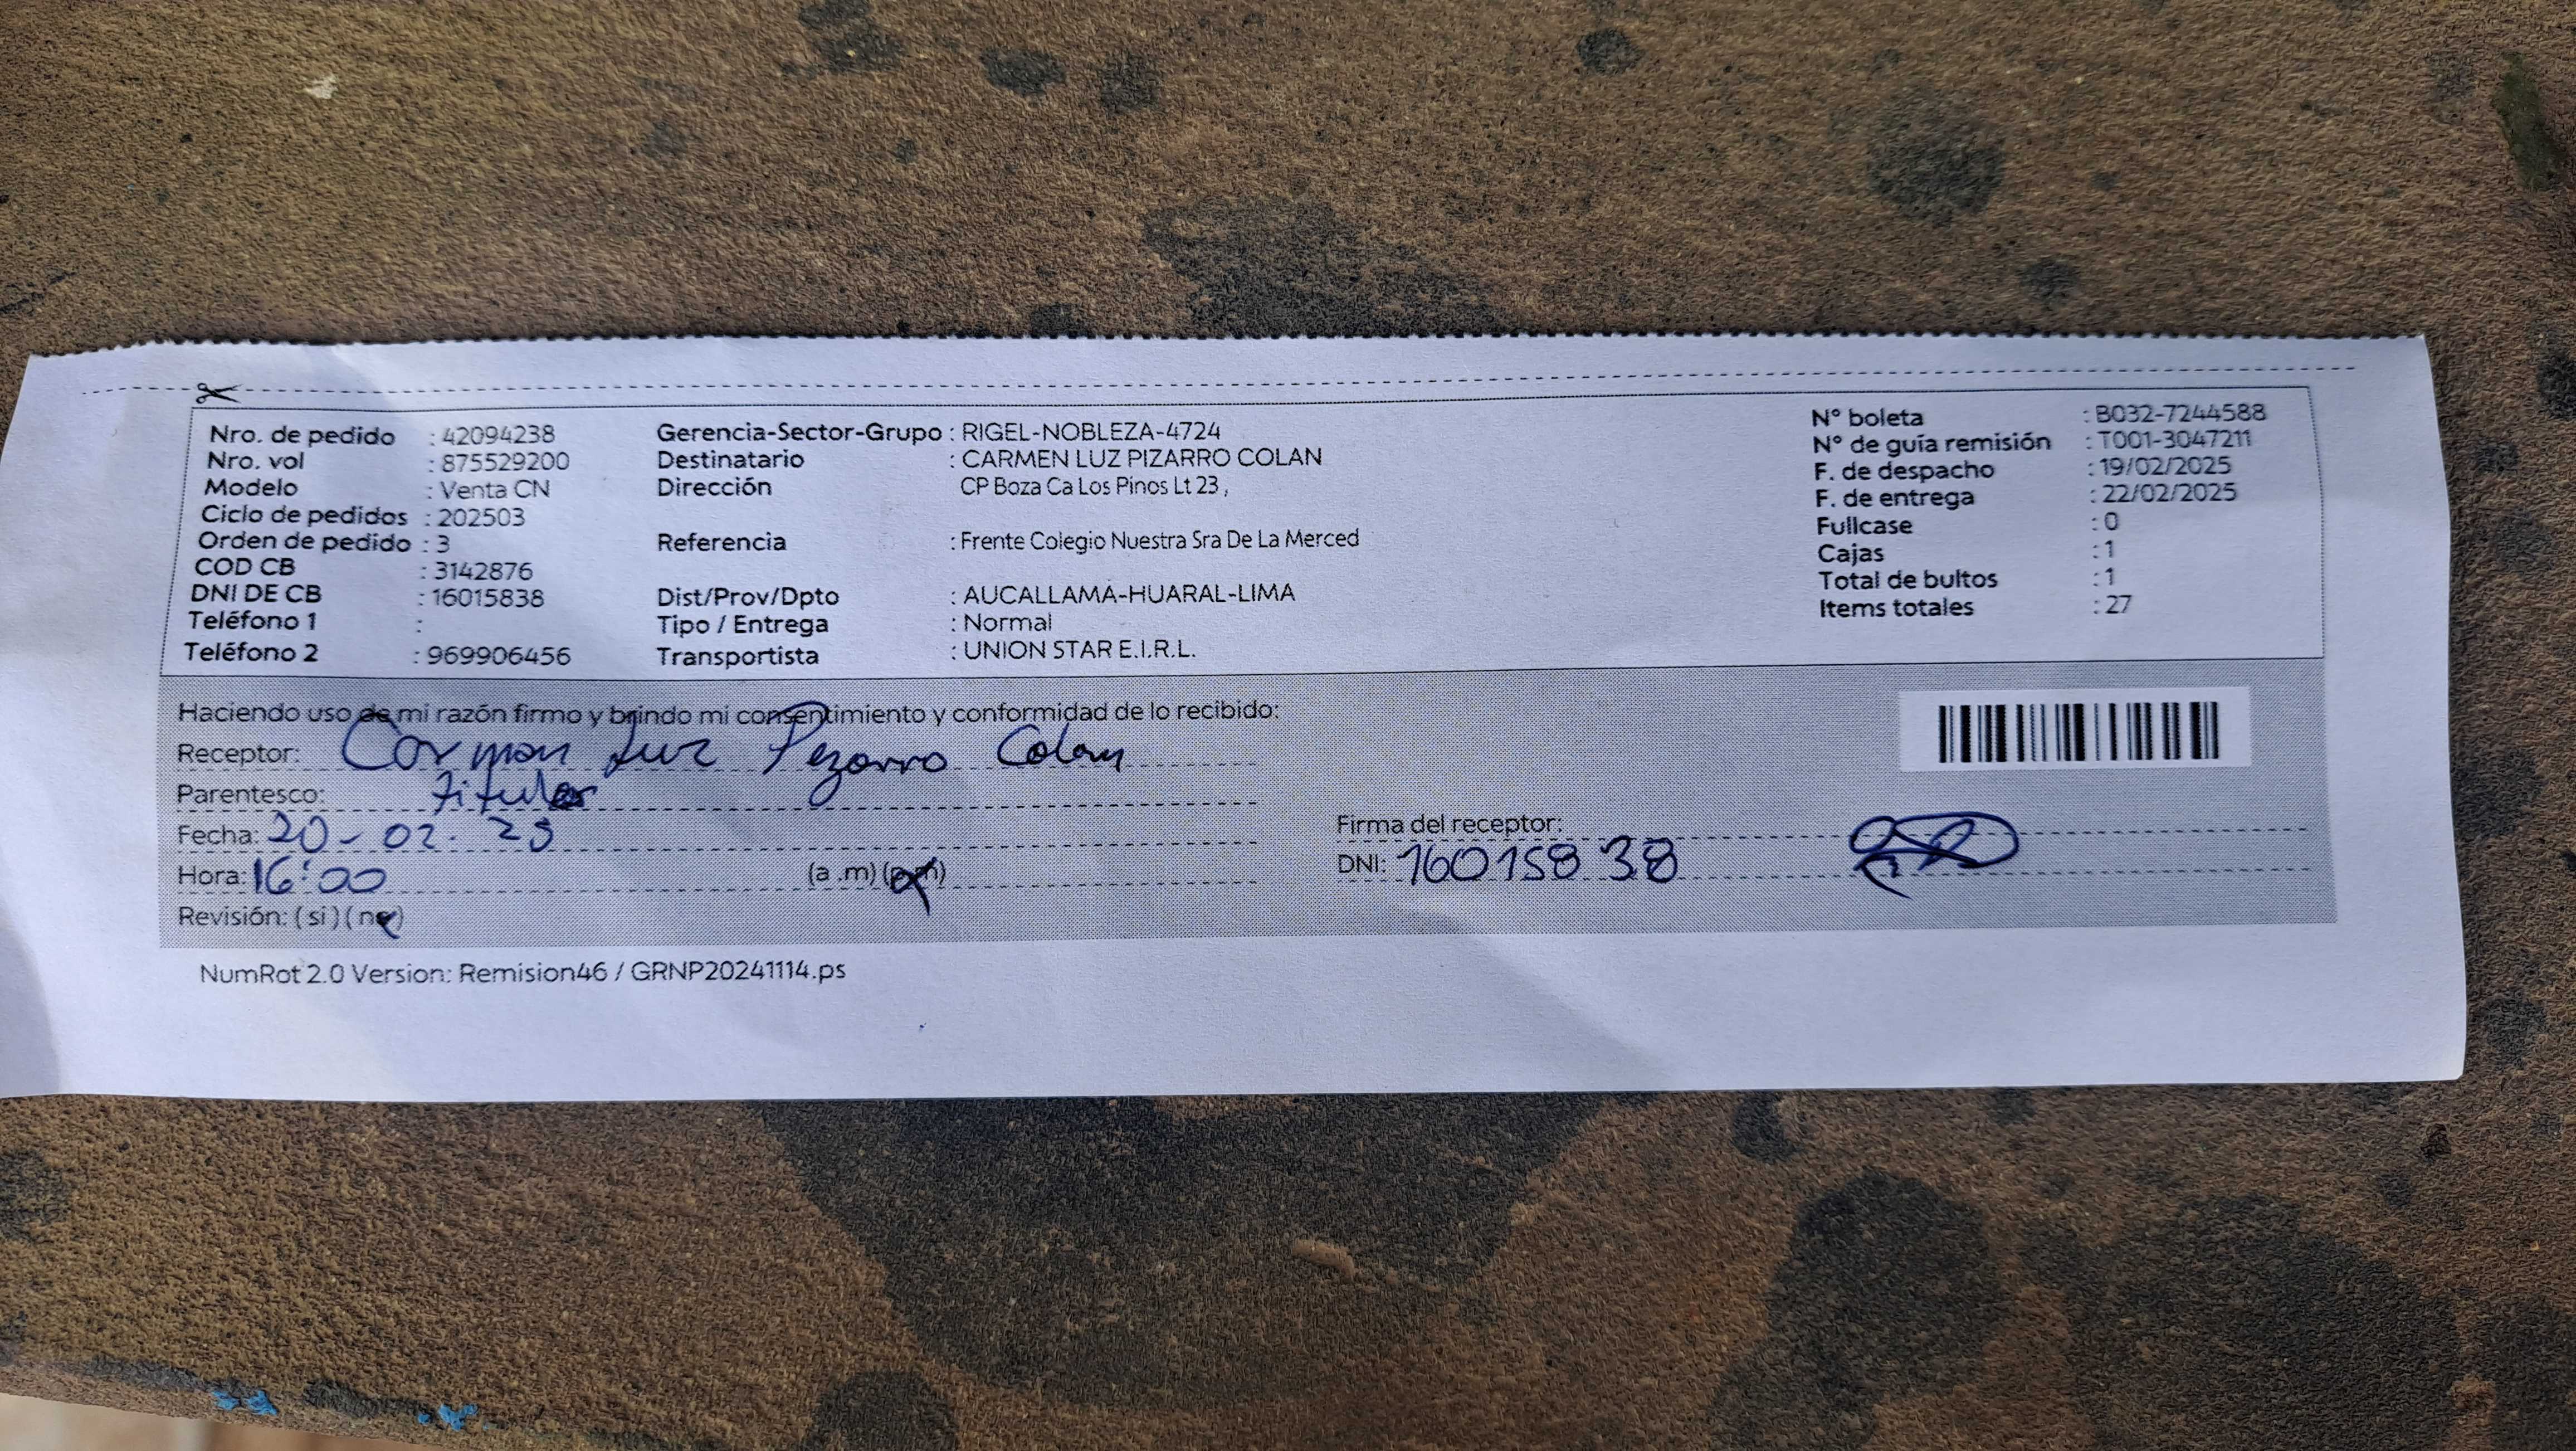 Nro. de pedido : 42094238
Nro. vol : 875529200
Modelo : Venta CN
Ciclo de pedidos : 202503
Orden de pedido : 3
COD CB : 3142876
DNI DE CB : 16015838
Teléfono 1 :
Teléfono 2 : 969906456
Gerencia-Sector-Grupo : RIGEL-NOBLEZA-4724
Destinatario : CARMEN LUZ PIZARRO COLAN
Dirección CP Boza Ca Los Pinos Lt 23 ,
Referencia : Frente Colegio Nuestra Sra De La Merced
Dist/Prov/Dpto : AUCALLAMA-HUARAL-LIMA
Tipo / Entrega : Normal
Transportista : UNION STAR E.I.R.L.
N° boleta : B032-7244588
N° de guía remisión : T001-3047211
F. de despacho : 19/02/2025
F. de entrega : 22/02/2025
Fullcase : 0
Cajas : 1
Total de bultos : 1
Items totales : 27
Haciendo uso de mi razón firmo y brindo mi consentimiento y conformidad de lo recibido:
Receptor: Carmen Luz Pizarro Colan
Parentesco: Titular
Fecha: 20-02-25
Hora: 16:00 (a .m) (p.m)
Revisión: ( si ) ( no )
Firma del receptor:
DNI: 16015838
NumRot 2.0 Version: Remision46 / GRNP20241114.ps